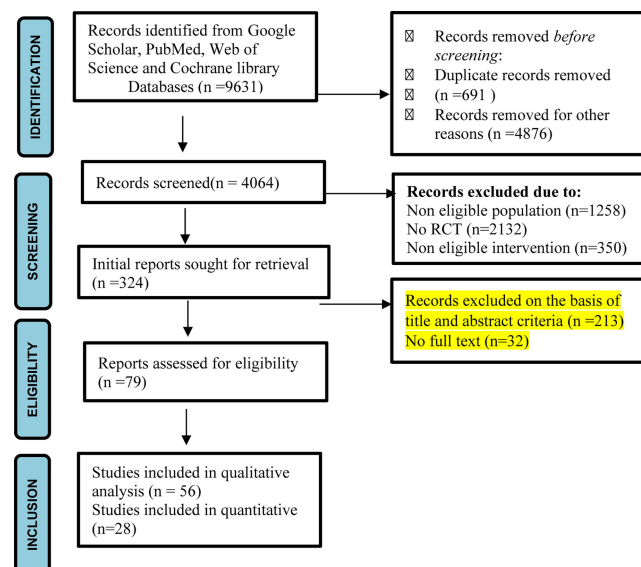 IDENTIFICATION
Records identified from Google
Scholar, PubMed, Web of
Science and Cochrane library
Databases (n =9631)
Records removed before
screening:
Duplicate records removed
(n =691 )
Records removed for other
reasons (n =4876)
SCREENING
Records screened(n = 4064)
Records excluded due to:
Non eligible population (n=1258)
No RCT (n=2132)
Non eligible intervention (n=350)
Initial reports sought for retrieval
(n =324)
Records excluded on the basis of
title and abstract criteria (n =213)
No full text (n=32)
ELIGIBILITY
Reports assessed for eligibility
(n =79)
INCLUSION
Studies included in qualitative
analysis (n = 56)
Studies included in quantitative
(n=28)